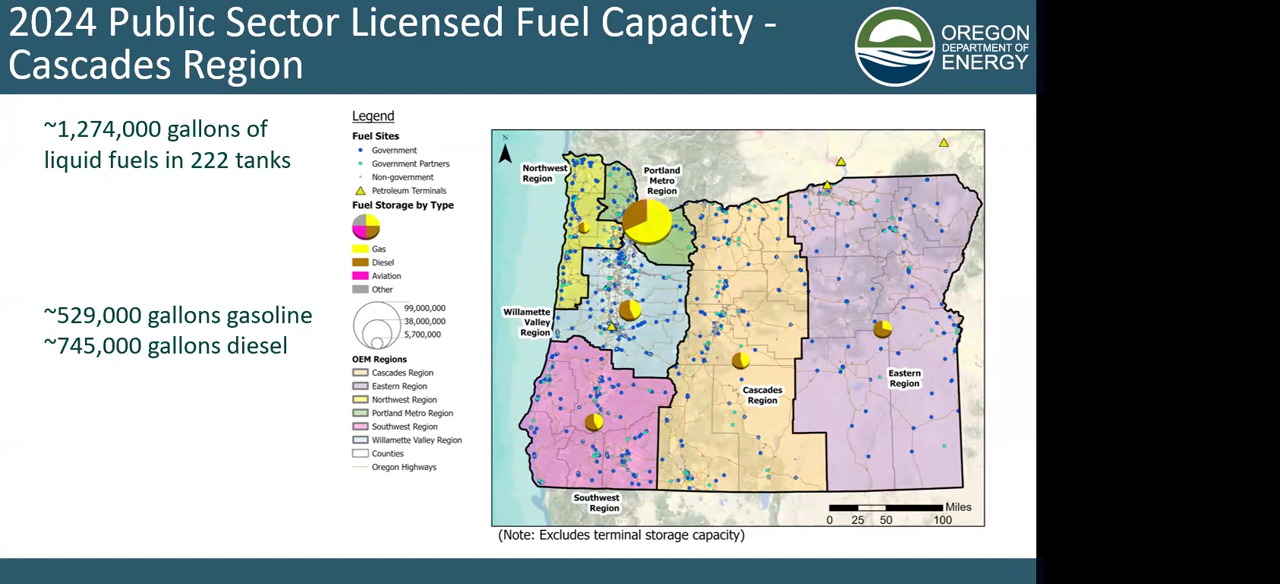 2024 Public Sector Licensed Fuel Capacity -
Cascades Region
OREGON
DEPARTMENT OF
ENERGY
~1,274,000 gallons of
liquid fuels in 222 tanks
~529,000 gallons gasoline
~745,000 gallons diesel
Legend
Fuel Sites
Government
Government Partners
Non-government
Petroleum Terminals
Fuel Storage by Type
Gas
Diesel
Aviation
Other
99,000,000
38,000,000
5,700,000
OEM Regions
Cascades Region
Eastern Region
Northwest Region
Portland Metro Region
Southwest Region
Willamette Valley Region
Counties
Oregon Highways
N
Northwest
Region
Portland
Metro
Region
Willamette
Valley
Region
Cascades
Region
Eastern
Region
Southwest
Region
Miles
0 25 50 100
(Note: Excludes terminal storage capacity)